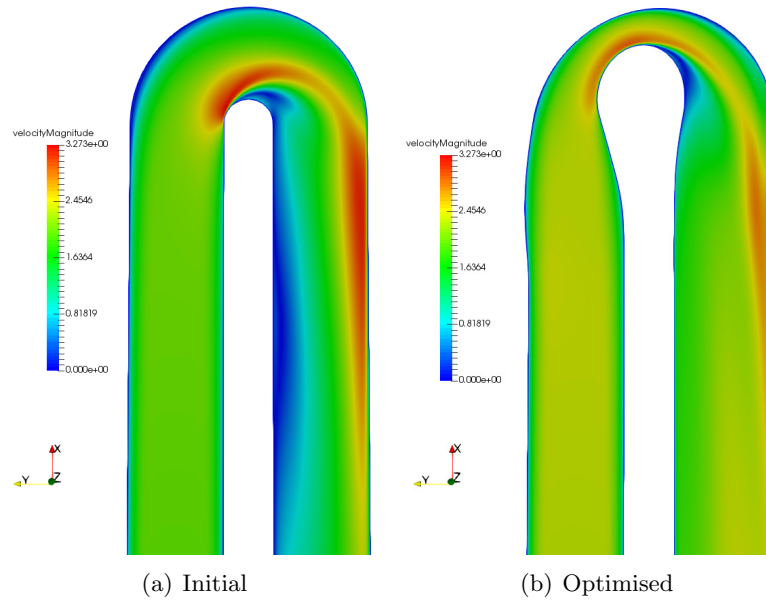 velocityMagnitude
3.273e+00
2.4546
1.6364
0.81819
0.000e+00
X
Y
Z
(a) Initial
velocityMagnitude
3.273e+00
2.4546
1.6364
0.81819
0.000e+00
X
Y
Z
(b) Optimised